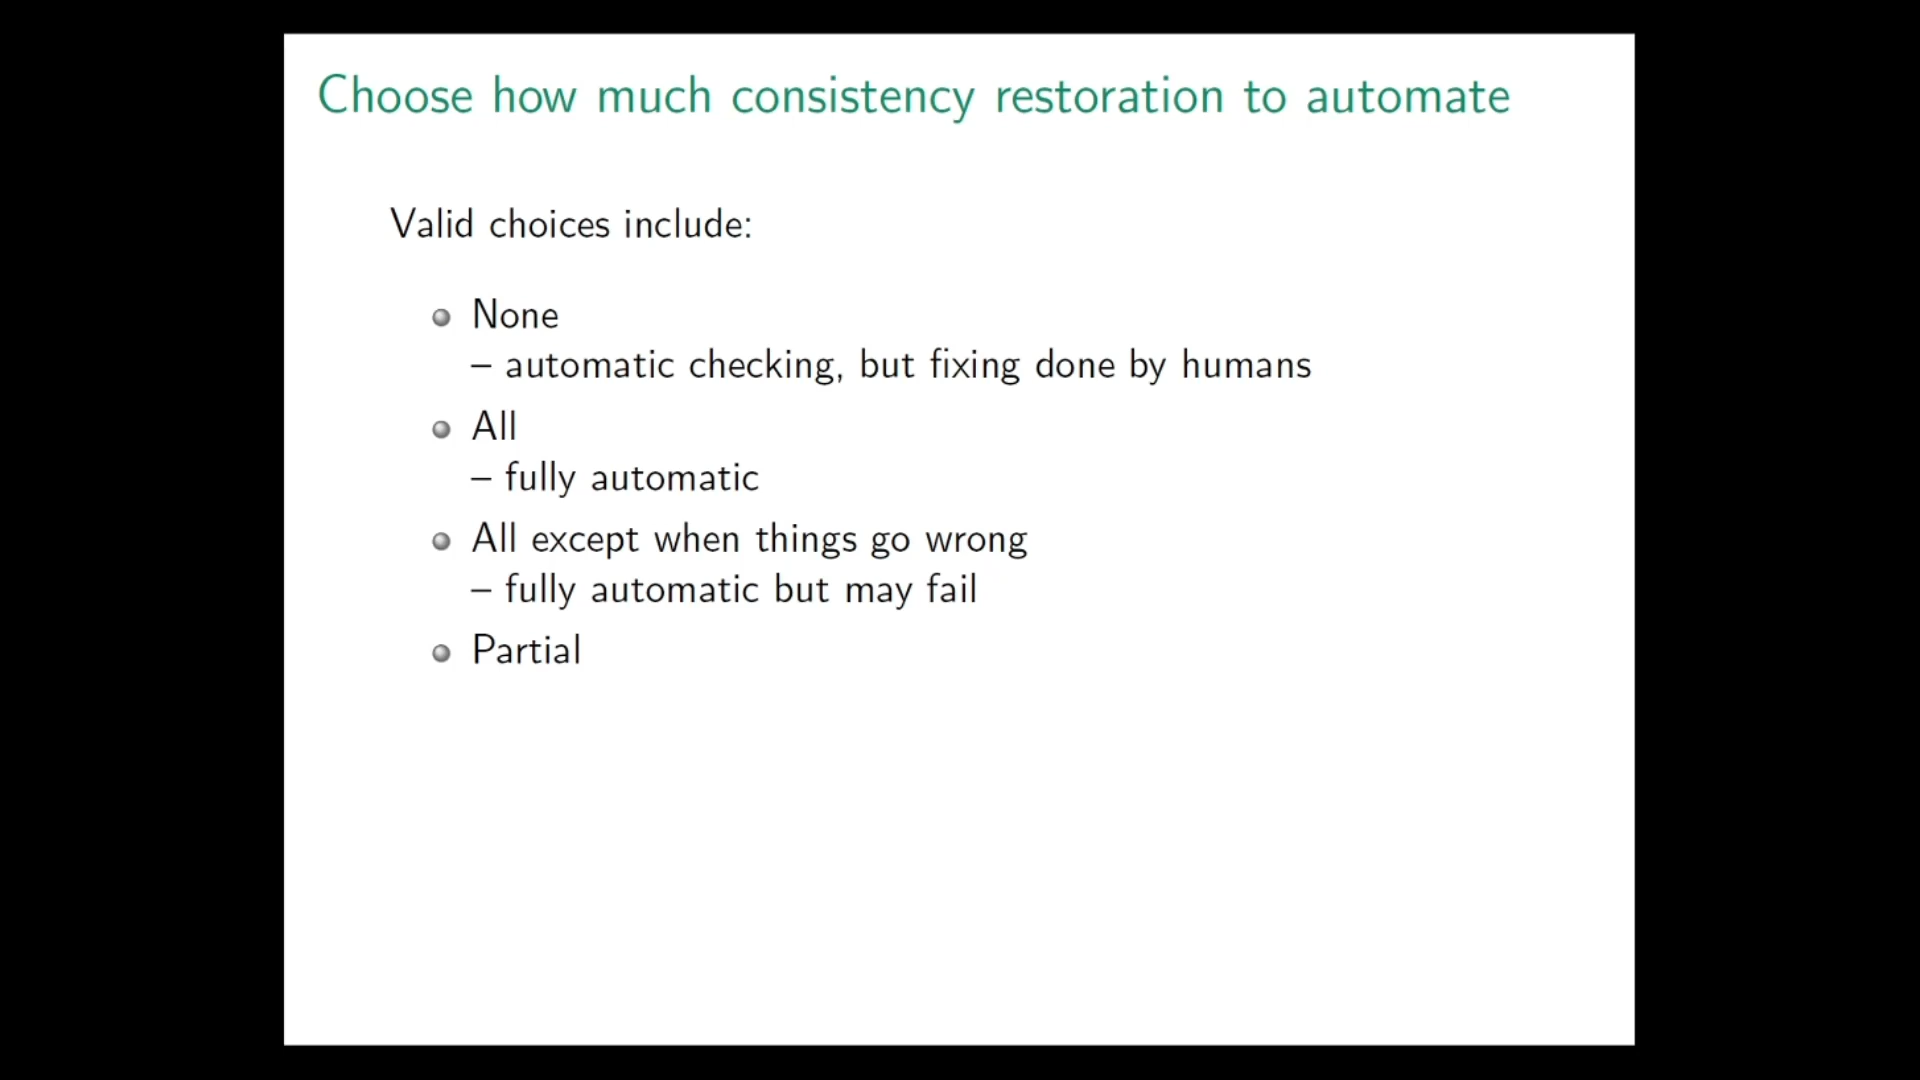 Choose how much consistency restoration to automate
Valid choices include:
None
– automatic checking, but fixing done by humans
All
– fully automatic
All except when things go wrong
– fully automatic but may fail
Partial